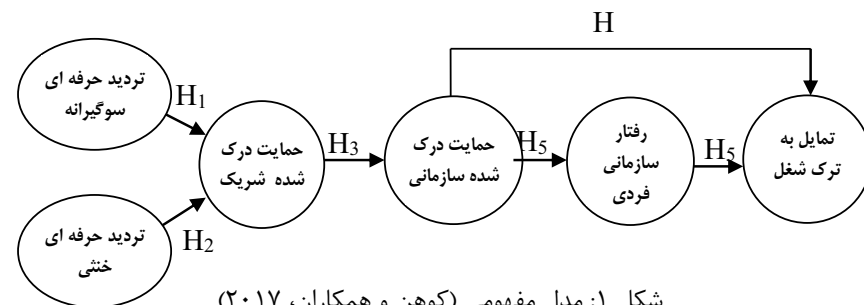 H
تردید حرفه ای
سوگیرانه
H1
حمایت درک
شده شریک
H3
حمایت درک
شده سازمانی
H5
رفتار
سازمانی
فردی
H5
تمایل به
ترک شغل
تردید حرفه ای
خنثی
H2
شکل ۱: مدل مفهومی (کوهن و همکاران، ۲۰۱۷)